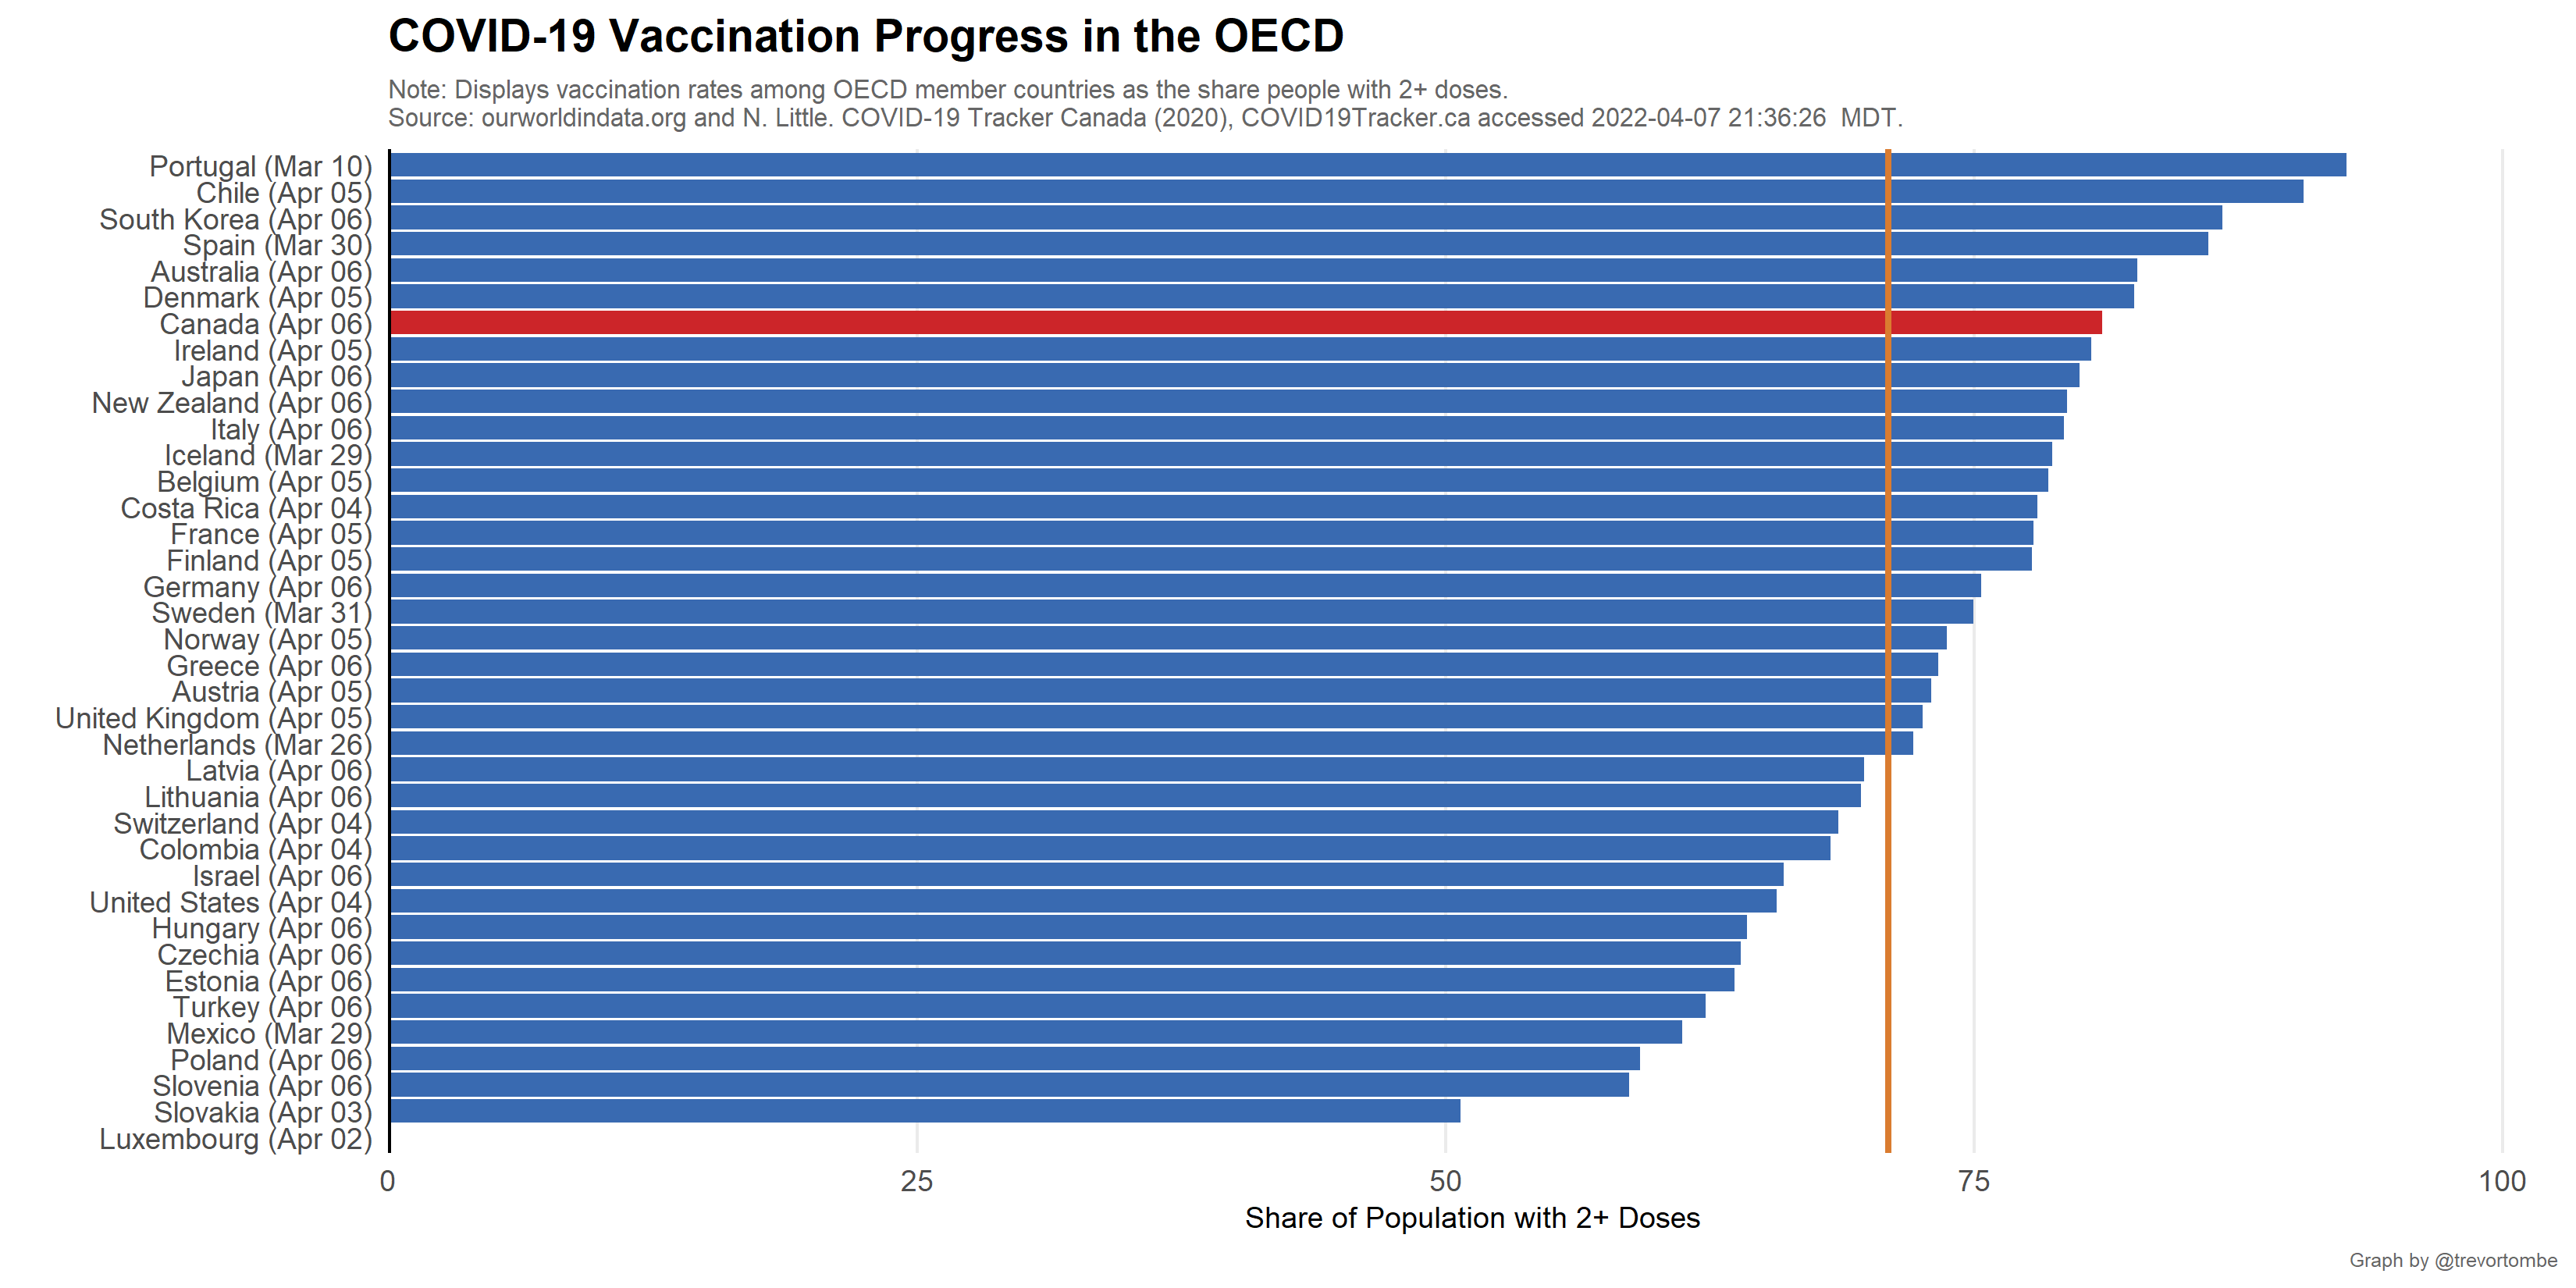 COVID-19 Vaccination Progress in the OECD
Note: Displays vaccination rates among OECD member countries as the share people with 2+ doses.
Source: ourworldindata.org and N. Little. COVID-19 Tracker Canada (2020), COVID19Tracker.ca accessed 2022-04-07 21:36:26  MDT.
Portugal (Mar 10)
Chile (Apr 05)
South Korea (Apr 06)
Spain (Mar 30)
Australia (Apr 06)
Denmark (Apr 05)
Canada (Apr 06)
Ireland (Apr 05)
Japan (Apr 06)
New Zealand (Apr 06)
Italy (Apr 06)
Iceland (Mar 29)
Belgium (Apr 05)
Costa Rica (Apr 04)
France (Apr 05)
Finland (Apr 05)
Germany (Apr 06)
Sweden (Mar 31)
Norway (Apr 05)
Greece (Apr 06)
Austria (Apr 05)
United Kingdom (Apr 05)
Netherlands (Mar 26)
Latvia (Apr 06)
Lithuania (Apr 06)
Switzerland (Apr 04)
Colombia (Apr 04)
Israel (Apr 06)
United States (Apr 04)
Hungary (Apr 06)
Czechia (Apr 06)
Estonia (Apr 06)
Turkey (Apr 06)
Mexico (Mar 29)
Poland (Apr 06)
Slovenia (Apr 06)
Slovakia (Apr 03)
Luxembourg (Apr 02)
0 25 50 75 100
Share of Population with 2+ Doses
Graph by @trevortombe